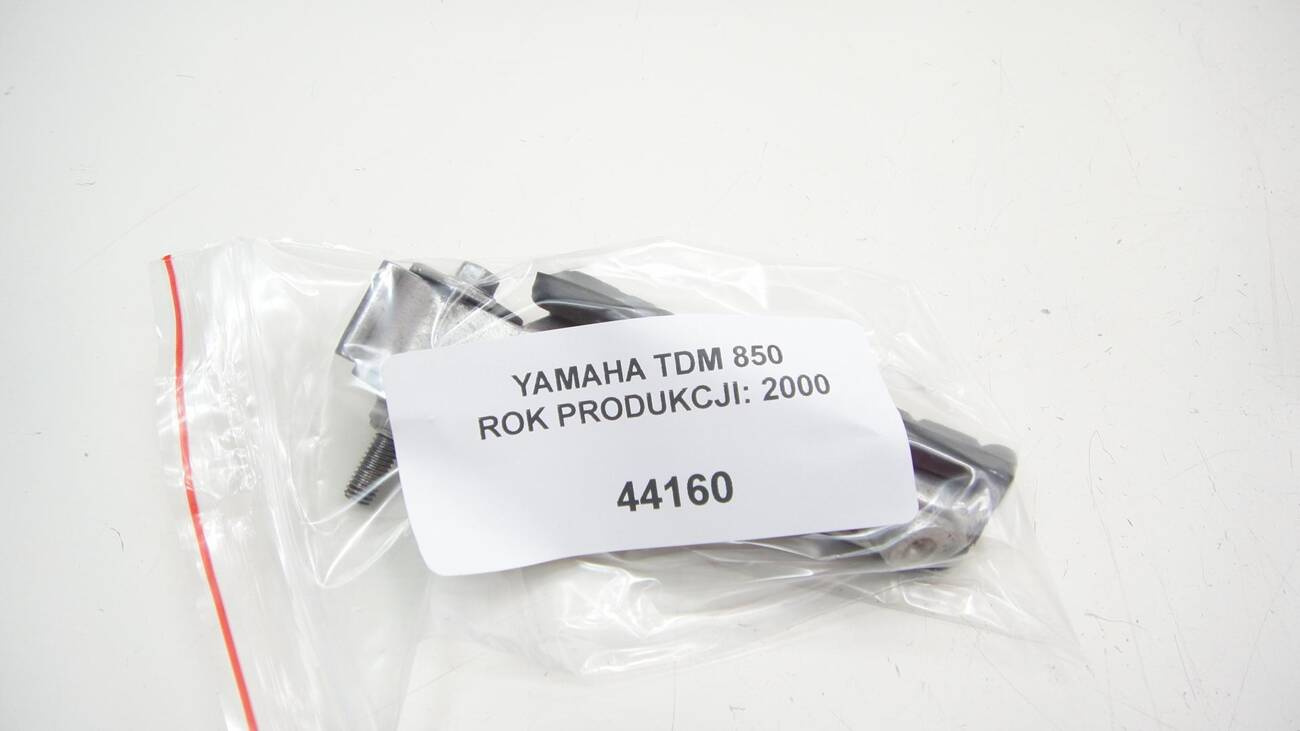 YAMAHA TDM 850
ROK PRODUKCJI: 2000
44160